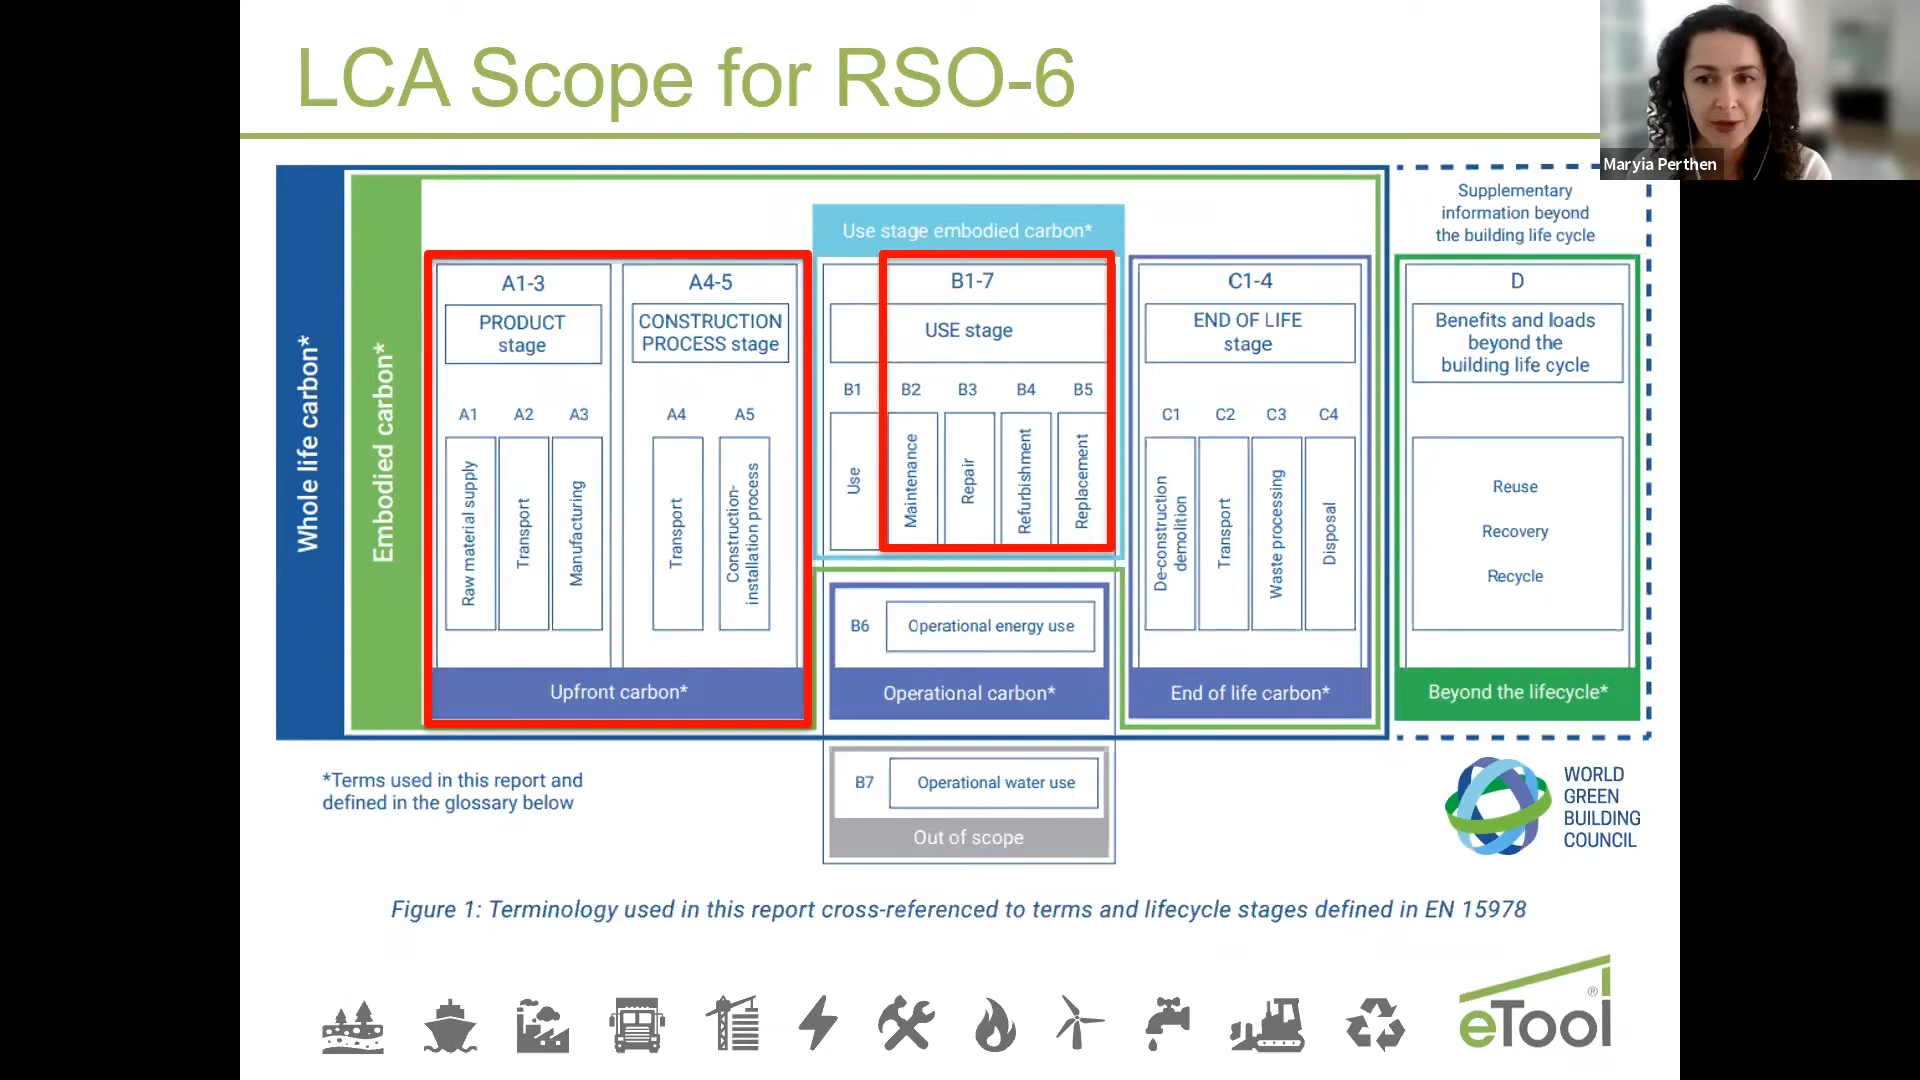 LCA Scope for RSO-6
Maryia Perthen
Whole life carbon*
Embodied carbon*
A1-3
PRODUCT
stage
A1
A2
A3
Raw material supply
Transport
Manufacturing
A4-5
CONSTRUCTION
PROCESS stage
A4
A5
Transport
Construction-
installation process
Upfront carbon*
Use stage embodied carbon*
B1-7
USE stage
B1
B2
B3
B4
B5
Use
Maintenance
Repair
Refurbishment
Replacement
B6
Operational energy use
Operational carbon*
B7
Operational water use
Out of scope
C1-4
END OF LIFE
stage
C1
C2
C3
C4
De-construction
demolition
Transport
Waste processing
Disposal
End of life carbon*
Supplementary
information beyond
the building life cycle
D
Benefits and loads
beyond the
building life cycle
Reuse
Recovery
Recycle
Beyond the lifecycle*
*Terms used in this report and
defined in the glossary below
WORLD
GREEN
BUILDING
COUNCIL
Figure 1: Terminology used in this report cross-referenced to terms and lifecycle stages defined in EN 15978
eTool®